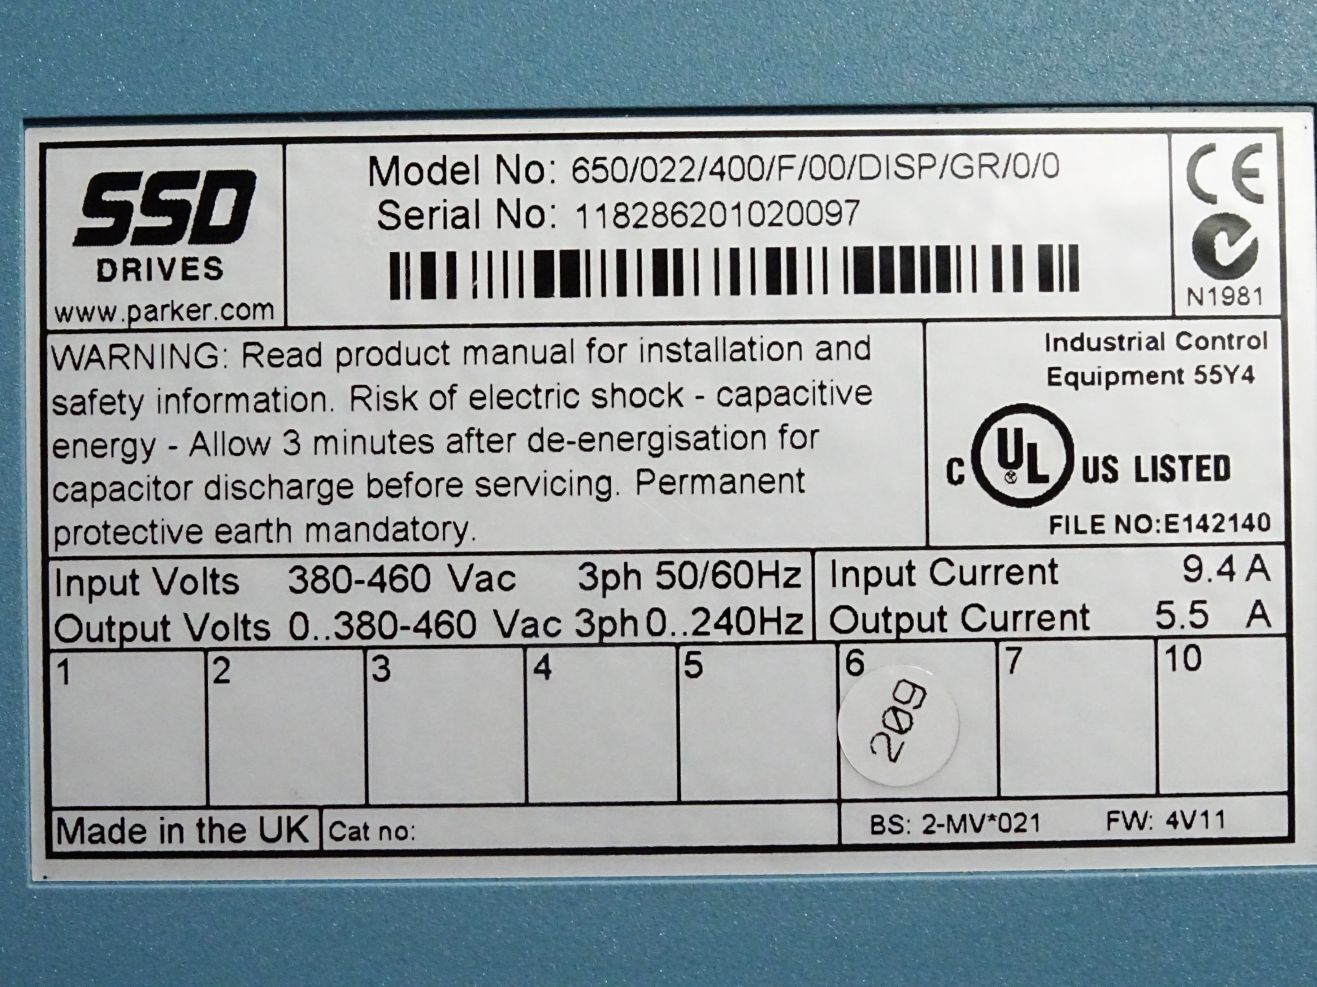 SSD
DRIVES
www.parker.com
Model No: 650/022/400/F/00/DISP/GR/0/0
Serial No: 118286201020097
CE
N1981
WARNING: Read product manual for installation and
safety information. Risk of electric shock - capacitive
energy - Allow 3 minutes after de-energisation for
capacitor discharge before servicing. Permanent
protective earth mandatory.
Industrial Control
Equipment 55Y4
C UL ® US LISTED
FILE NO:E142140
Input Volts 380-460 Vac 3ph 50/60Hz
Output Volts 0..380-460 Vac 3ph 0..240Hz
Input Current 9.4 A
Output Current 5.5 A
1 2 3 4 5 6 7 10
209
Made in the UK
Cat no:
BS: 2-MV*021 FW: 4V11